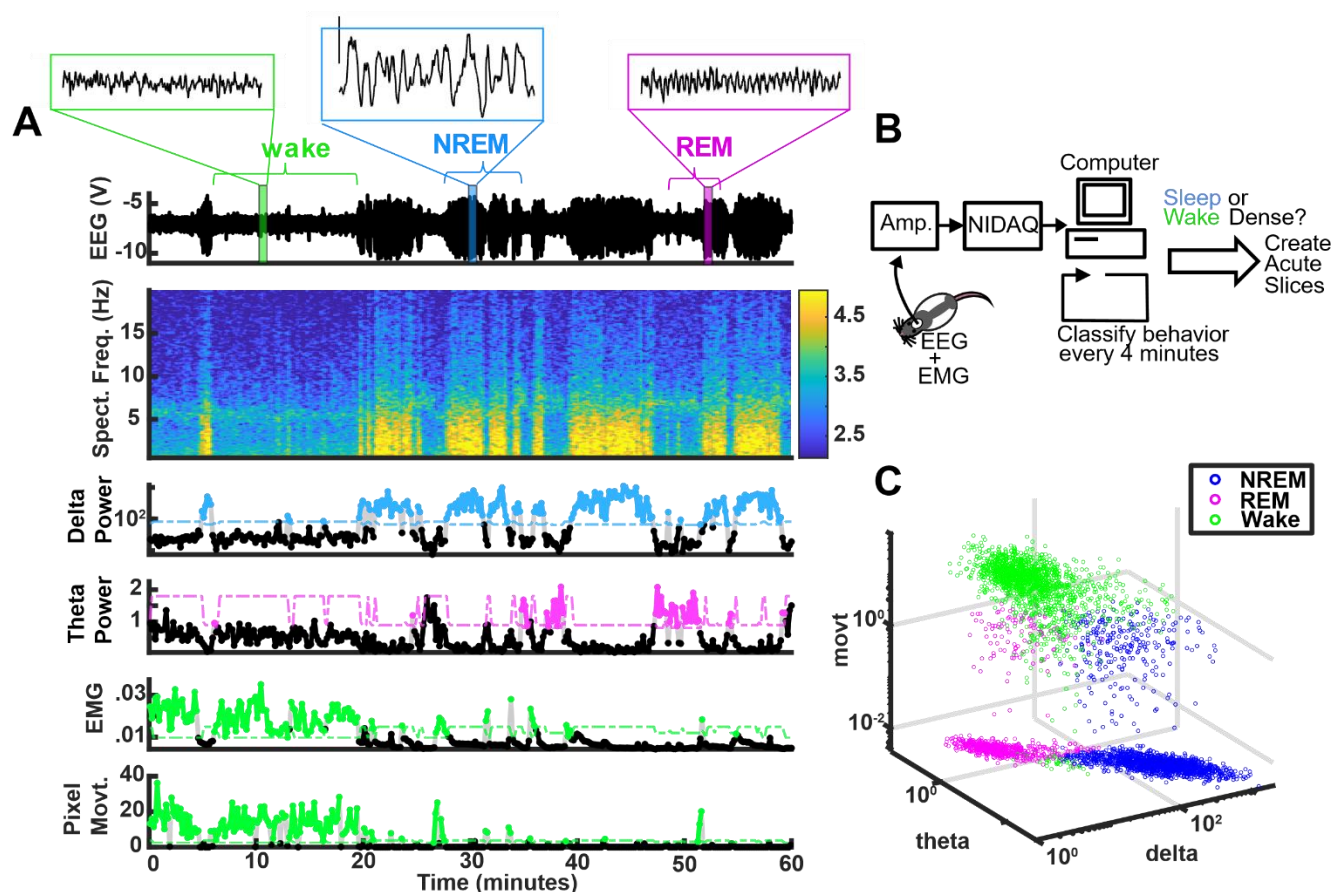 A
wake
NREM
REM
EEG (V)
-5
-10
Spect. Freq. (Hz)
15
10
5
4.5
3.5
2.5
Delta
Power
10²
Theta
Power
2
1
EMG
.03
.01
Pixel
Movt.
40
20
0
0 10 20 30 40 50 60
Time (minutes)
B
Computer
Amp.
NIDAQ
Sleep or
Wake Dense?
Create
Acute
Slices
EEG
+
EMG
Classify behavior
every 4 minutes
C
NREM
REM
Wake
movt
10⁰
10⁻²
10⁰
theta
10⁰
10²
delta